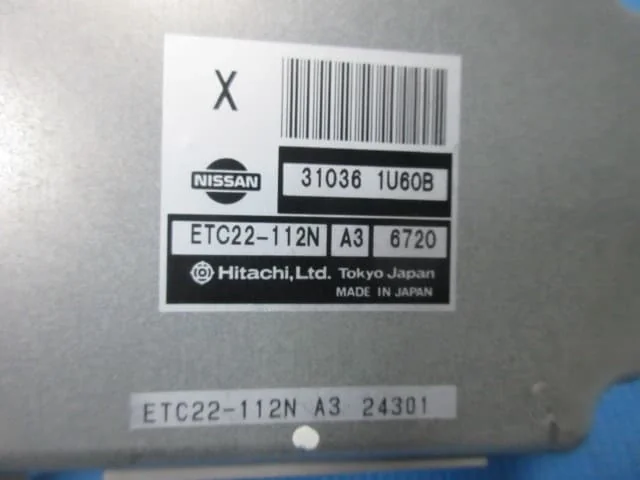 X
NISSAN
31036 1U60B
ETC22-112N A3 6720
Hitachi, Ltd. Tokyo Japan
MADE IN JAPAN
ETC22-112N A3 24301